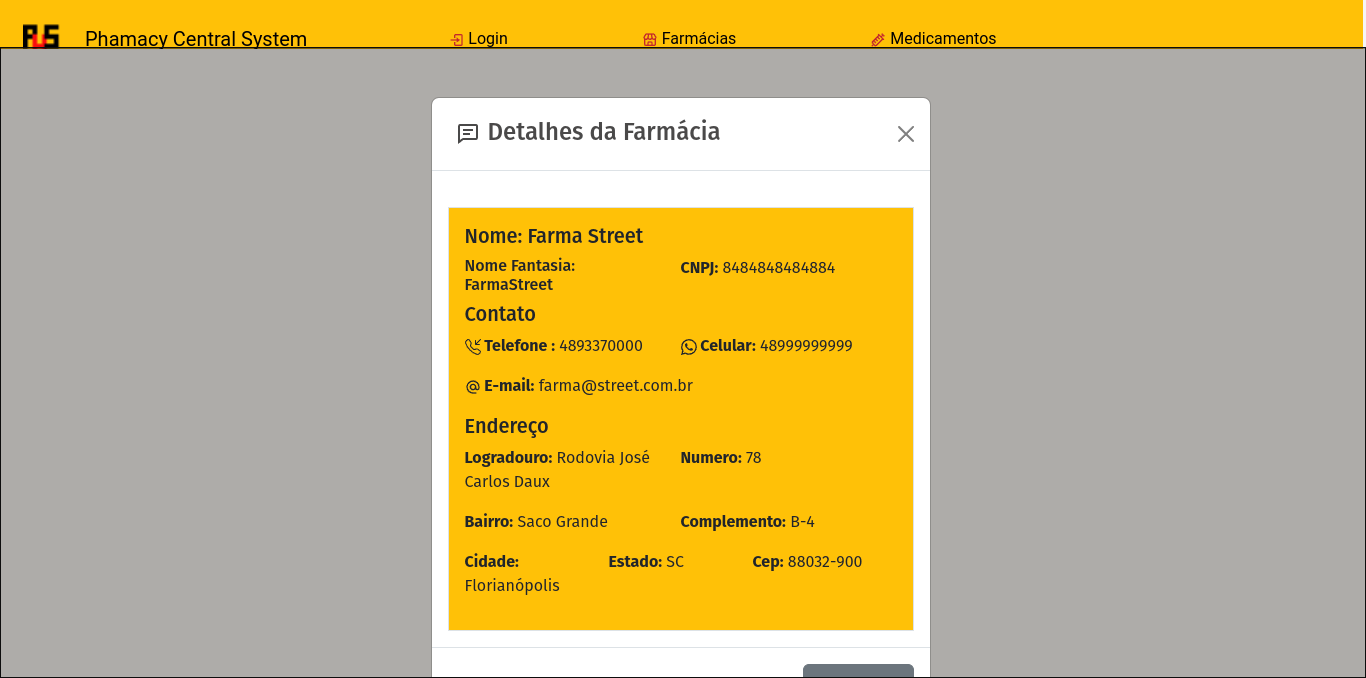 Phamacy Central System Login Farmácias Medicamentos
Detalhes da Farmácia
Nome: Farma Street
Nome Fantasia: FarmaStreet
CNPJ: 8484848484884
Contato
Telefone : 4893370000 Celular: 48999999999
@ E-mail: farma@street.com.br
Endereço
Logradouro: Rodovia José Carlos Daux
Numero: 78
Bairro: Saco Grande Complemento: B-4
Cidade: Florianópolis
Estado: SC
Cep: 88032-900